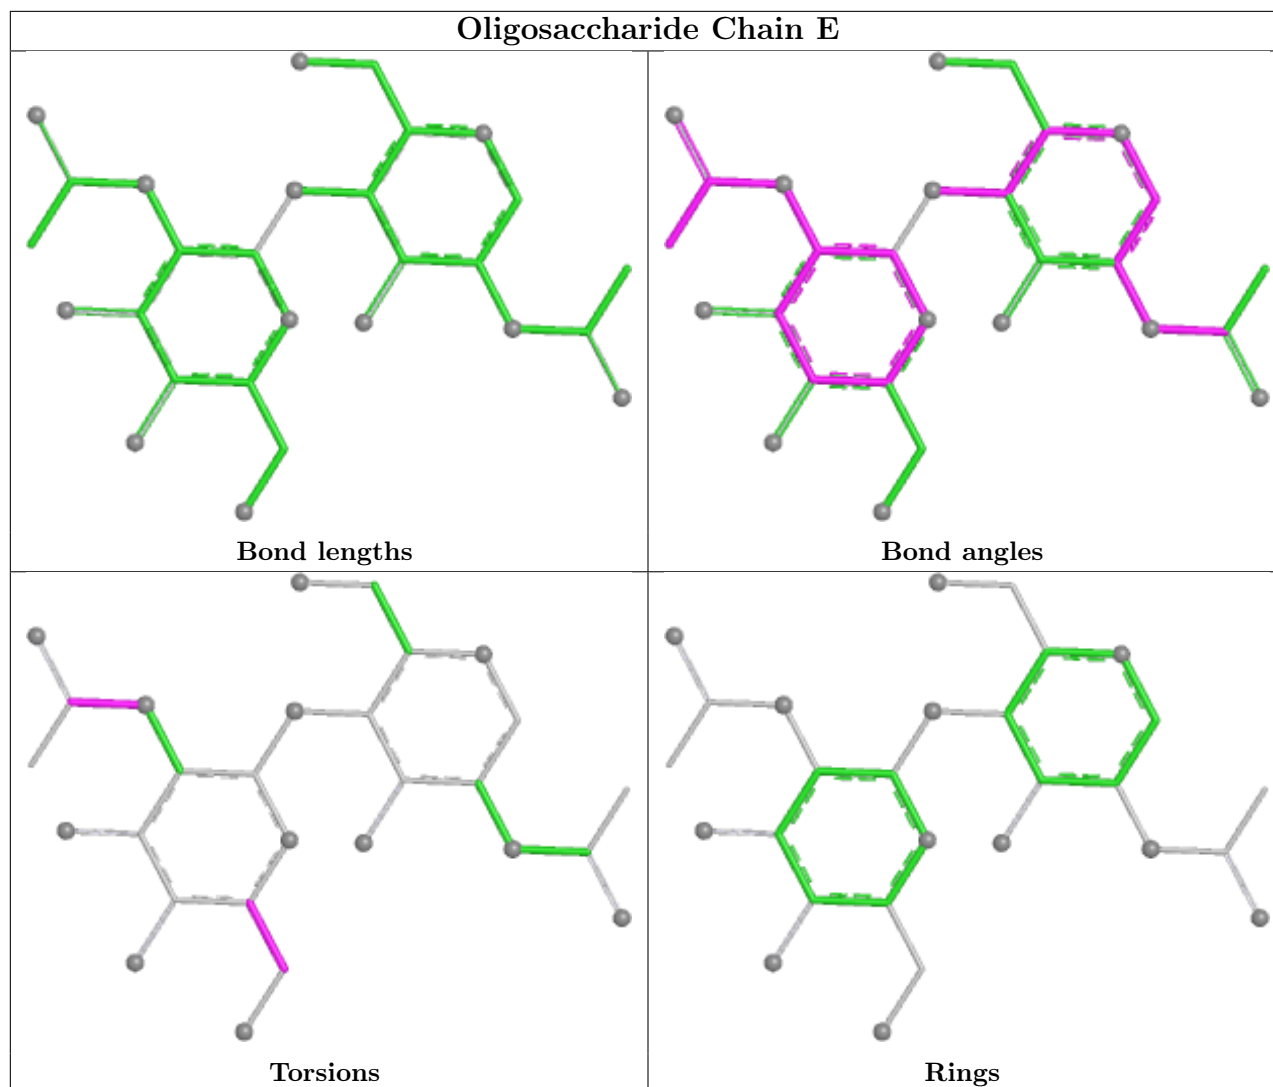 Oligosaccharide Chain E
Bond lengths
Bond angles
Torsions
Rings